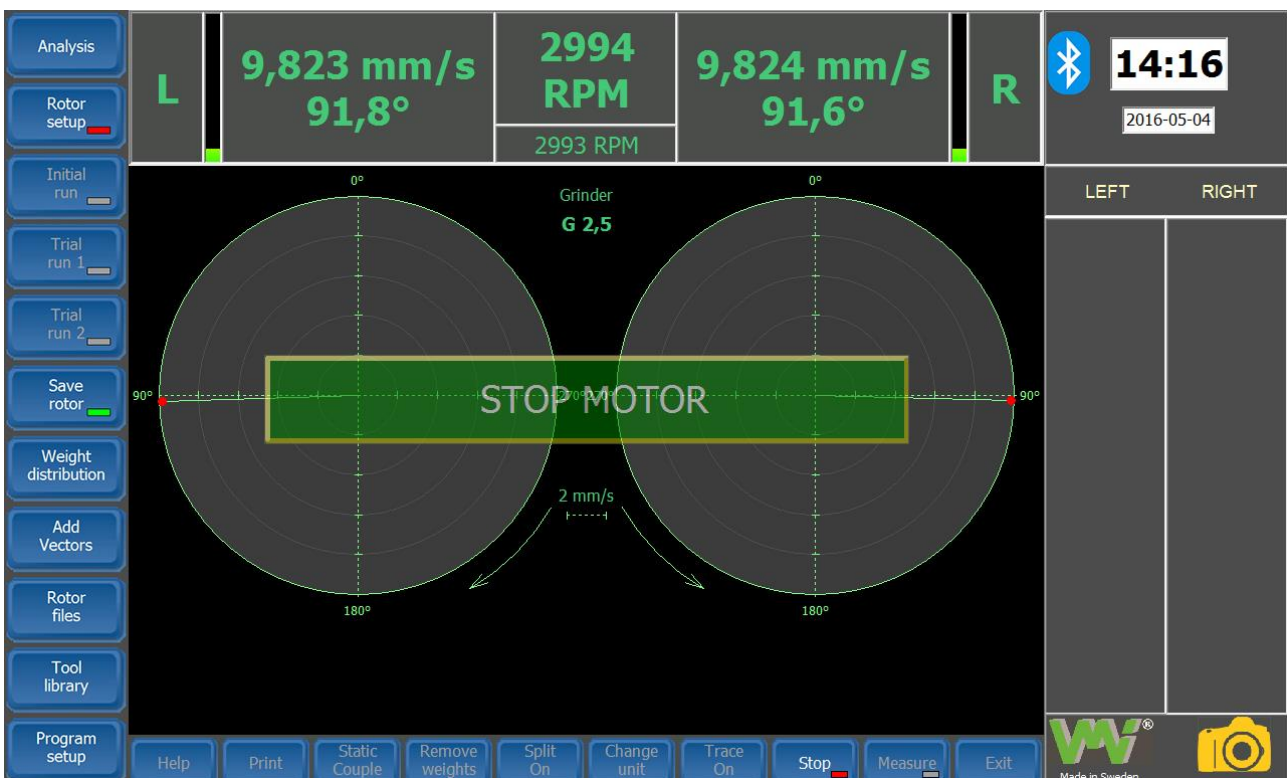 Analysis
Rotor
setup
Initial
run
Trial
run 1
Trial
run 2
Save
rotor
Weight
distribution
Add
Vectors
Rotor
files
Tool
library
Program
setup
L
9,823 mm/s
91,8°
2994
RPM
2993 RPM
9,824 mm/s
91,6°
R
14:16
2016-05-04
LEFT RIGHT
0° 0°
Grinder
G 2,5
90° 270° 270° 90°
STOP MOTOR
2 mm/s
180° 180°
Help
Print
Static
Couple
Remove
weights
Split
On
Change
unit
Trace
On
Stop
Measure
Exit
VMI®
Made in Sweden